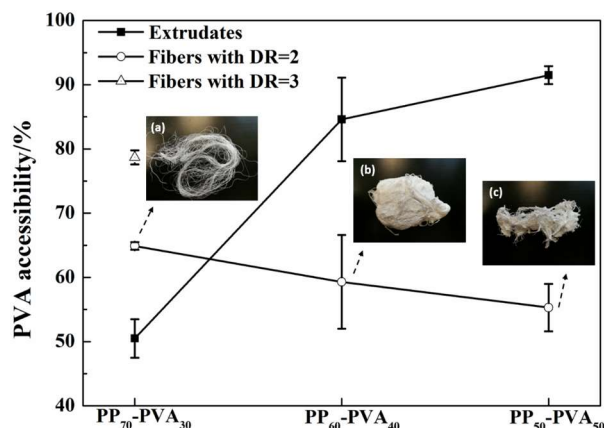 100
90
80
70
60
50
40
PVA accessibility/%
Extrudates
Fibers with DR=2
Fibers with DR=3
(a)
(b)
(c)
PP₇₀-PVA₃₀
PP₆₀-PVA₄₀
PP₅₀-PVA₅₀